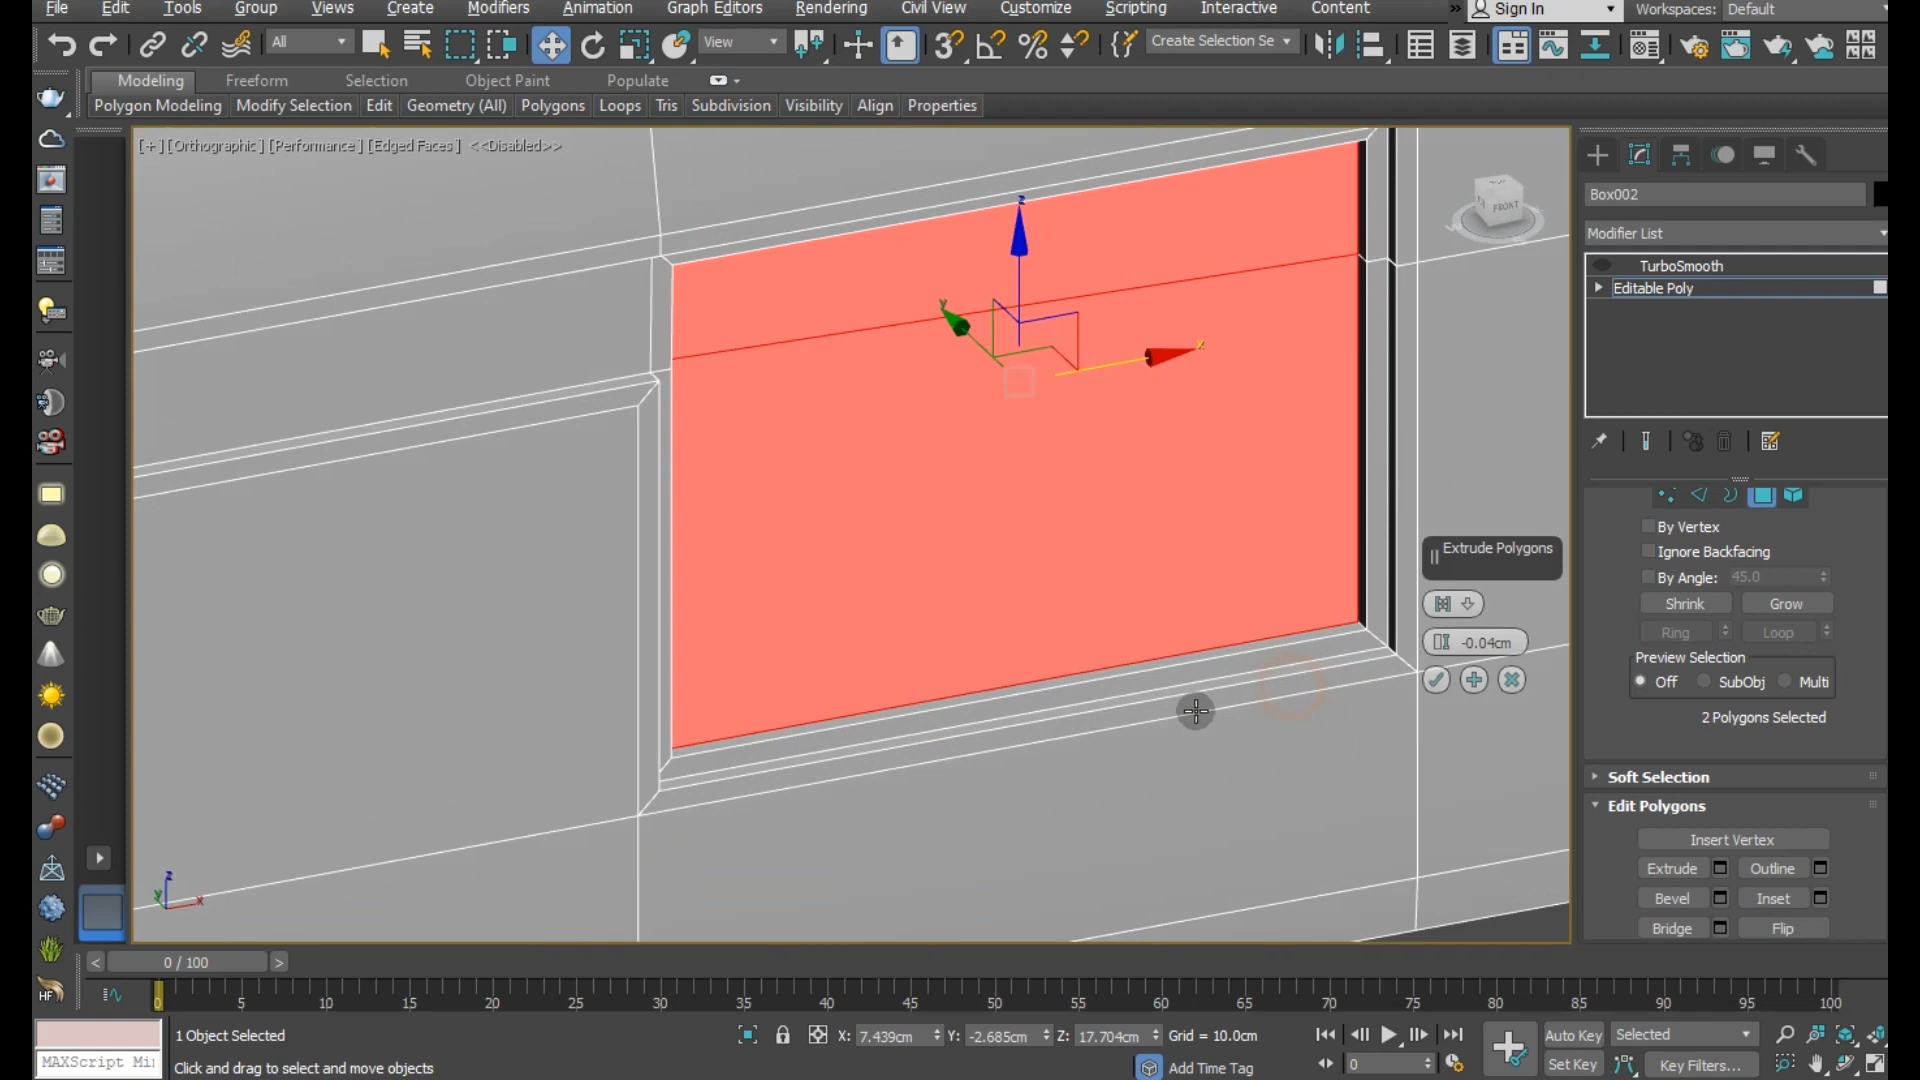 File Edit Tools Group Views Create Modifiers Animation Graph Editors Rendering Civil View Customize Scripting Interactive Content » Sign In Workspaces: Default
All View Create Selection Se
Modeling Freeform Selection Object Paint Populate
Polygon Modeling Modify Selection Edit Geometry (All) Polygons Loops Tris Subdivision Visibility Align Properties
[+][Orthographic] [Performance] [Edged Faces] <<Disabled>>
FRONT
z
y
x
Box002
Modifier List
TurboSmooth
Editable Poly
By Vertex
Ignore Backfacing
By Angle: 45.0
Shrink Grow
Ring Loop
Preview Selection
Off SubObj Multi
2 Polygons Selected
Soft Selection
Edit Polygons
Insert Vertex
Extrude Outline
Bevel Inset
Bridge Flip
Extrude Polygons
-0.04cm
z
y
x
HF
< 0 / 100 >
0 5 10 15 20 25 30 35 40 45 50 55 60 65 70 75 80 85 90 95 100
1 Object Selected X: 7.439cm Y: -2.685cm Z: 17.704cm Grid = 10.0cm Auto Key Selected
MAXScript Mi Click and drag to select and move objects Add Time Tag 0 Set Key Key Filters...